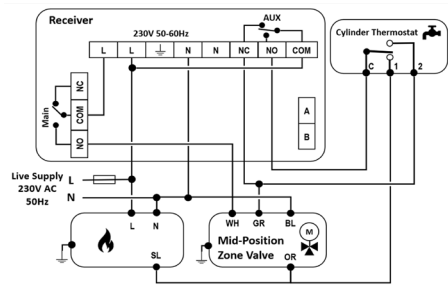 Receiver
230V 50-60Hz
AUX
L L N N NC NO COM
NC
COM
NO
Main
A
B
Cylinder Thermostat
C 1 2
Live Supply
230V AC
50Hz
L
N
L N
SL
WH GR BL
M
Mid-Position
Zone Valve
OR